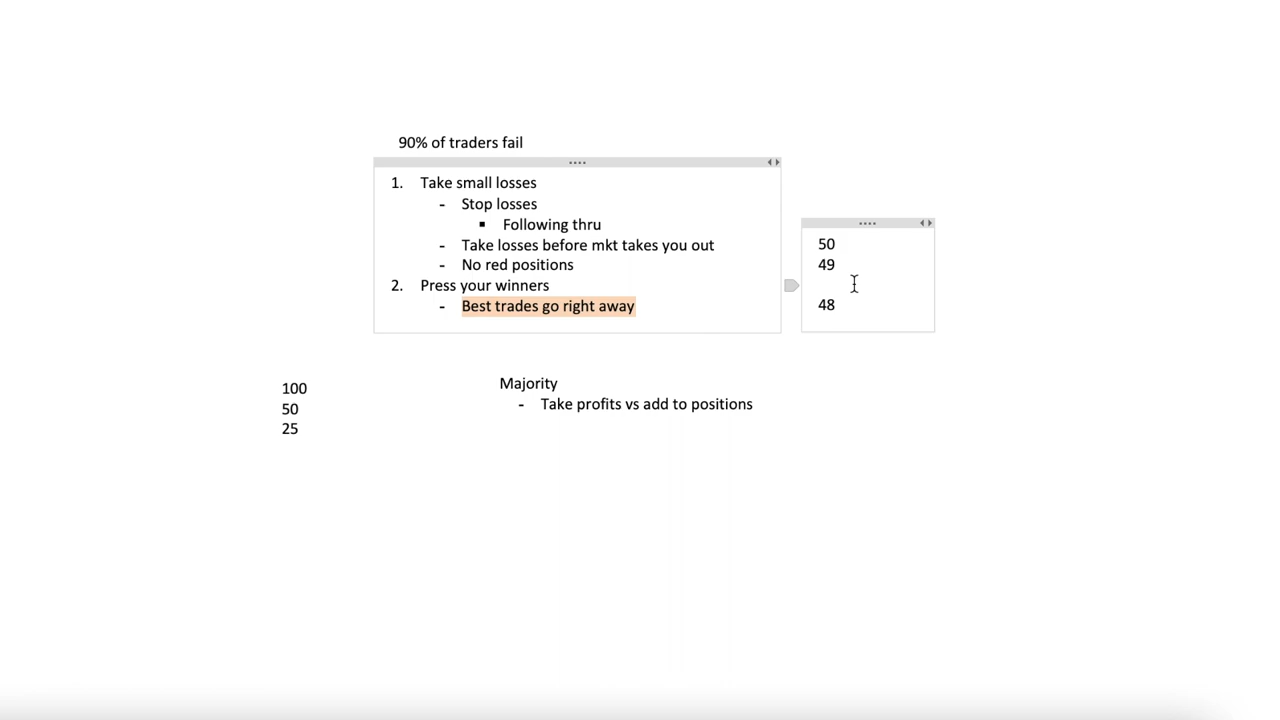 90% of traders fail
1. Take small losses
- Stop losses
▪ Following thru
- Take losses before mkt takes you out
- No red positions
2. Press your winners
- Best trades go right away
50
49
48
100
50
25
Majority
- Take profits vs add to positions